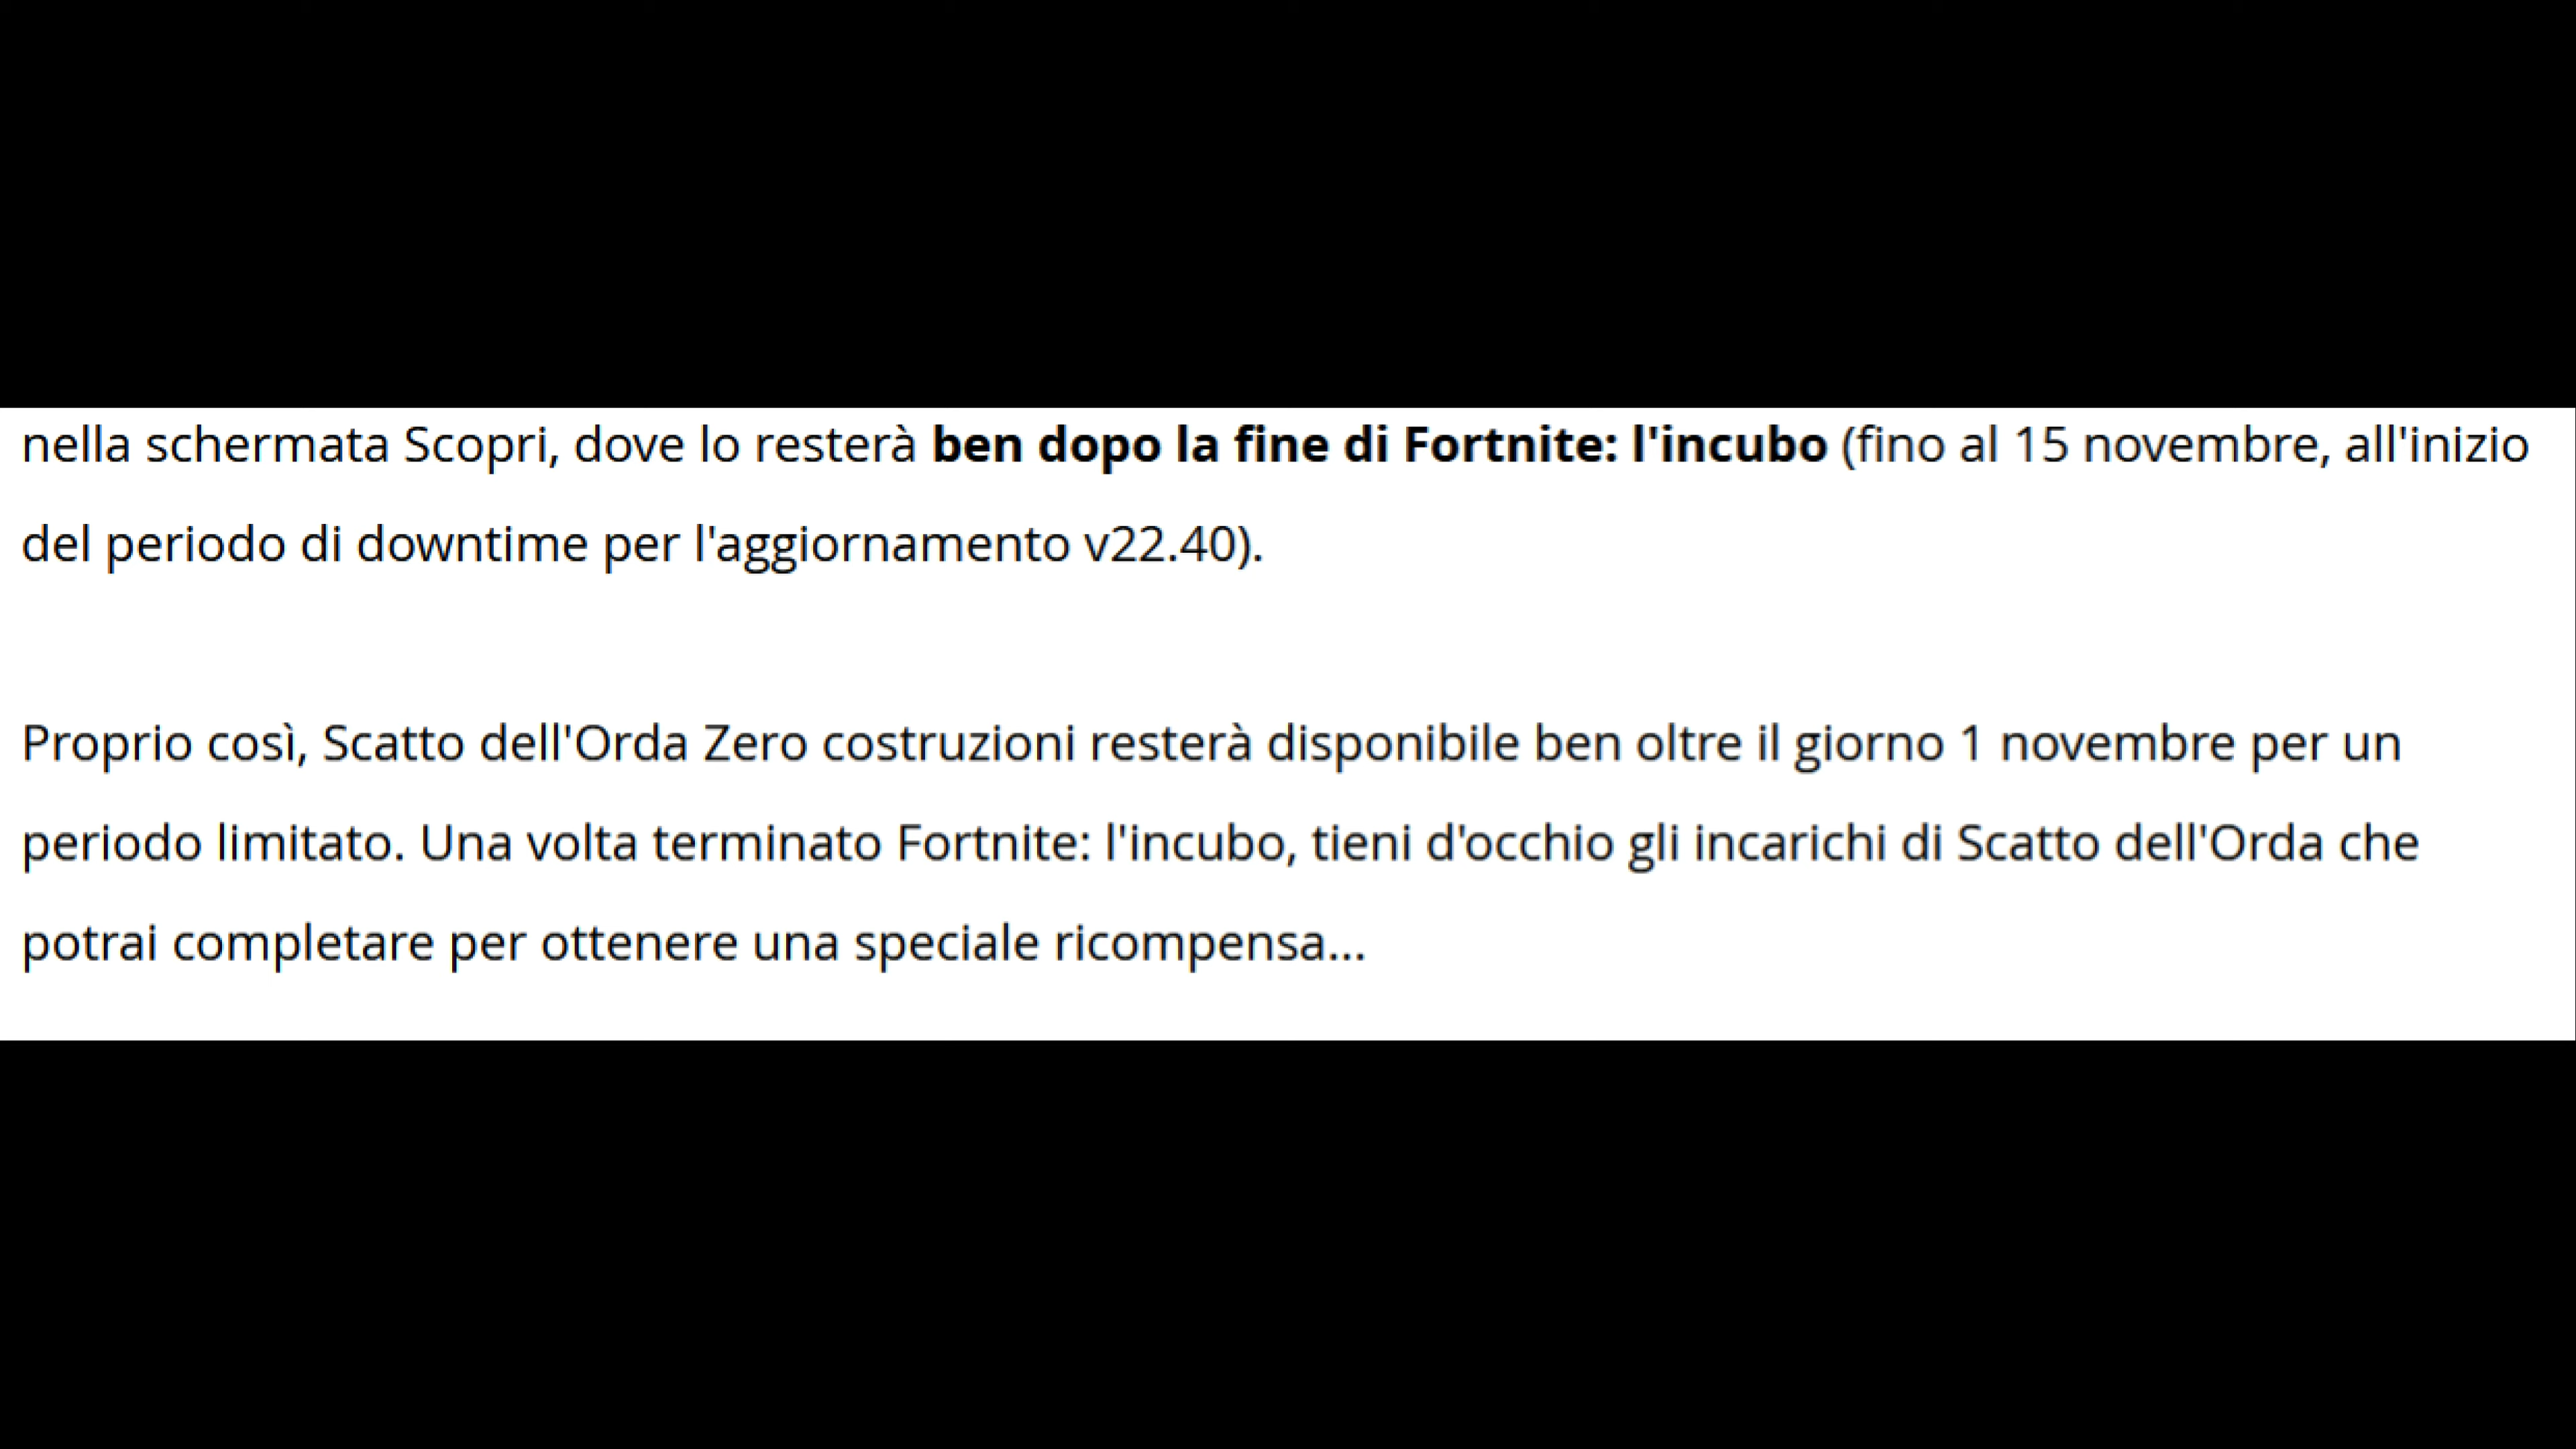 nella schermata Scopri, dove lo resterà ben dopo la fine di Fortnite: l'incubo (fino al 15 novembre, all'inizio
del periodo di downtime per l'aggiornamento v22.40).
Proprio così, Scatto dell'Orda Zero costruzioni resterà disponibile ben oltre il giorno 1 novembre per un
periodo limitato. Una volta terminato Fortnite: l'incubo, tieni d'occhio gli incarichi di Scatto dell'Orda che
potrai completare per ottenere una speciale ricompensa...